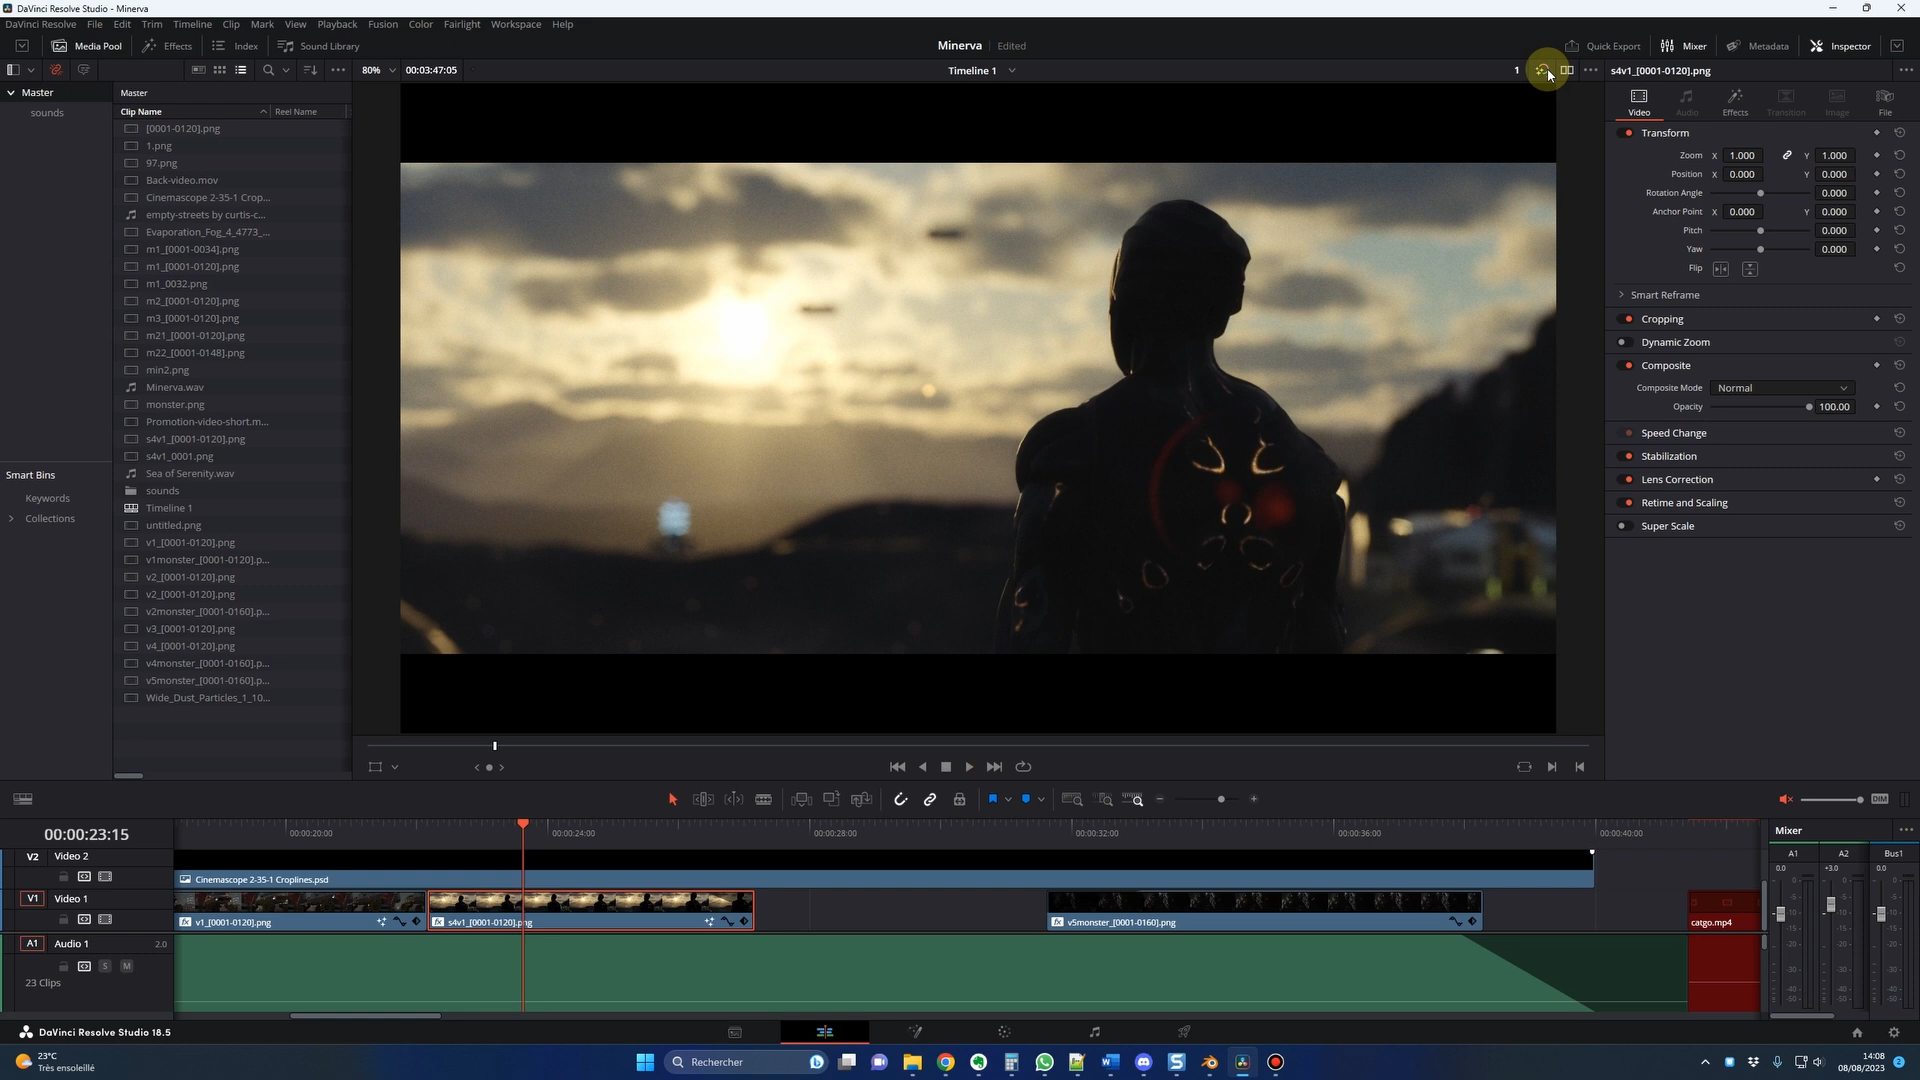 DaVinci Resolve Studio - Minerva
DaVinci Resolve File Edit Trim Timeline Clip Mark View Playback Fusion Color Fairlight Workspace Help
Media Pool Effects Index Sound Library Minerva Edited Quick Export Mixer Metadata Inspector
80% 00:03:47:05 Timeline 1 1 s4v1_[0001-0120].png
Master
sounds
Smart Bins
Keywords
Collections
Master
Clip Name Reel Name
[0001-0120].png
1.png
97.png
Back-video.mov
Cinemascope 2-35-1 Crop...
empty-streets by curtis-c...
Evaporation_Fog_4_4773_...
m1_[0001-0034].png
m1_[0001-0120].png
m1_0032.png
m2_[0001-0120].png
m3_[0001-0120].png
m21_[0001-0120].png
m22_[0001-0148].png
min2.png
Minerva.wav
monster.png
Promotion-video-short.m...
s4v1_[0001-0120].png
s4v1_0001.png
Sea of Serenity.wav
sounds
Timeline 1
untitled.png
v1_[0001-0120].png
v1monster_[0001-0120].p...
v2_[0001-0120].png
v2_[0001-0120].png
v2monster_[0001-0160].p...
v3_[0001-0120].png
v4_[0001-0120].png
v4monster_[0001-0160].p...
v5monster_[0001-0160].p...
Wide_Dust_Particles_1_10...
Video Audio Effects Transition Image File
Transform
Zoom X 1.000 Y 1.000
Position X 0.000 Y 0.000
Rotation Angle 0.000
Anchor Point X 0.000 Y 0.000
Pitch 0.000
Yaw 0.000
Flip
Smart Reframe
Cropping
Dynamic Zoom
Composite
Composite Mode Normal
Opacity 100.00
Speed Change
Stabilization
Lens Correction
Retime and Scaling
Super Scale
DIM
00:00:23:15
00:00:20:00 00:00:24:00 00:00:28:00 00:00:32:00 00:00:36:00 00:00:40:00
V2 Video 2
Cinemascope 2-35-1 Croplines.psd
V1 Video 1
v1_[0001-0120].png s4v1_[0001-0120].png v5monster_[0001-0160].png catgo.mp4
A1 Audio 1 2.0
S M
23 Clips
Mixer
A1 A2 Bus1
0.0 +3.0 0.0
DaVinci Resolve Studio 18.5
23°C
Très ensoleillé
Rechercher
14:08
08/08/2023
2